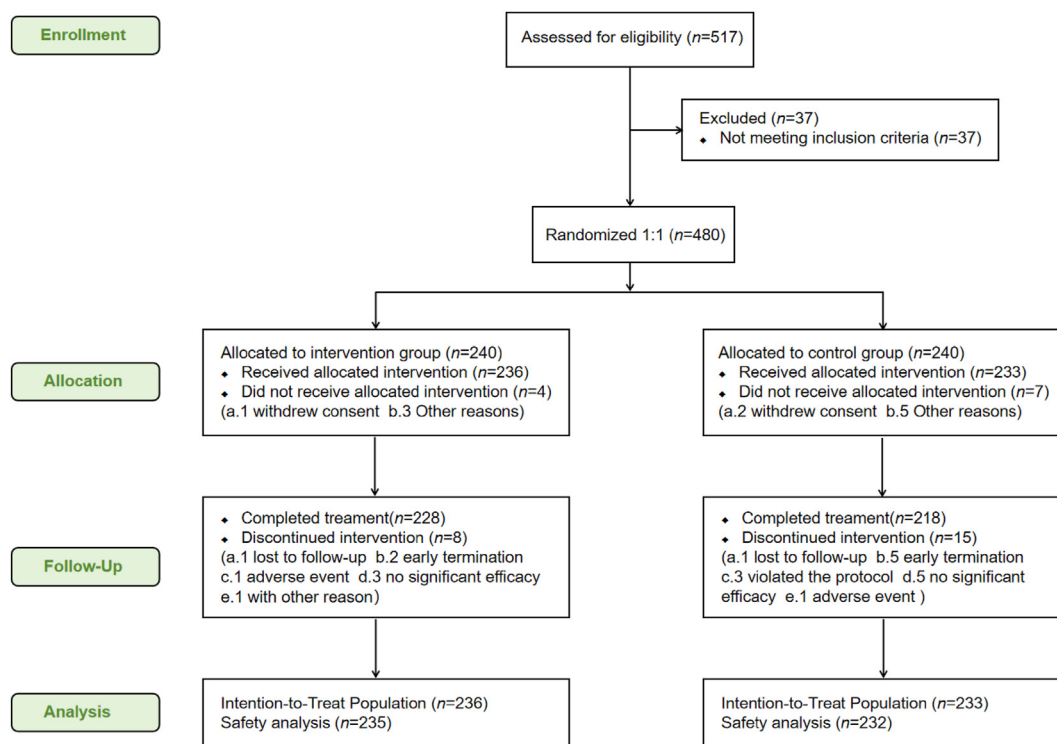 Enrollment
Assessed for eligibility (n=517)
Excluded (n=37)
◆ Not meeting inclusion criteria (n=37)
Randomized 1:1 (n=480)
Allocation
Allocated to intervention group (n=240)
◆ Received allocated intervention (n=236)
◆ Did not receive allocated intervention (n=4)
(a.1 withdrew consent b.3 Other reasons)
Allocated to control group (n=240)
◆ Received allocated intervention (n=233)
◆ Did not receive allocated intervention (n=7)
(a.2 withdrew consent b.5 Other reasons)
Follow-Up
◆ Completed treament(n=228)
◆ Discontinued intervention (n=8)
(a.1 lost to follow-up b.2 early termination
c.1 adverse event d.3 no significant efficacy
e.1 with other reason)
◆ Completed treament(n=218)
◆ Discontinued intervention (n=15)
(a.1 lost to follow-up b.5 early termination
c.3 violated the protocol d.5 no significant
efficacy e.1 adverse event )
Analysis
Intention-to-Treat Population (n=236)
Safety analysis (n=235)
Intention-to-Treat Population (n=233)
Safety analysis (n=232)